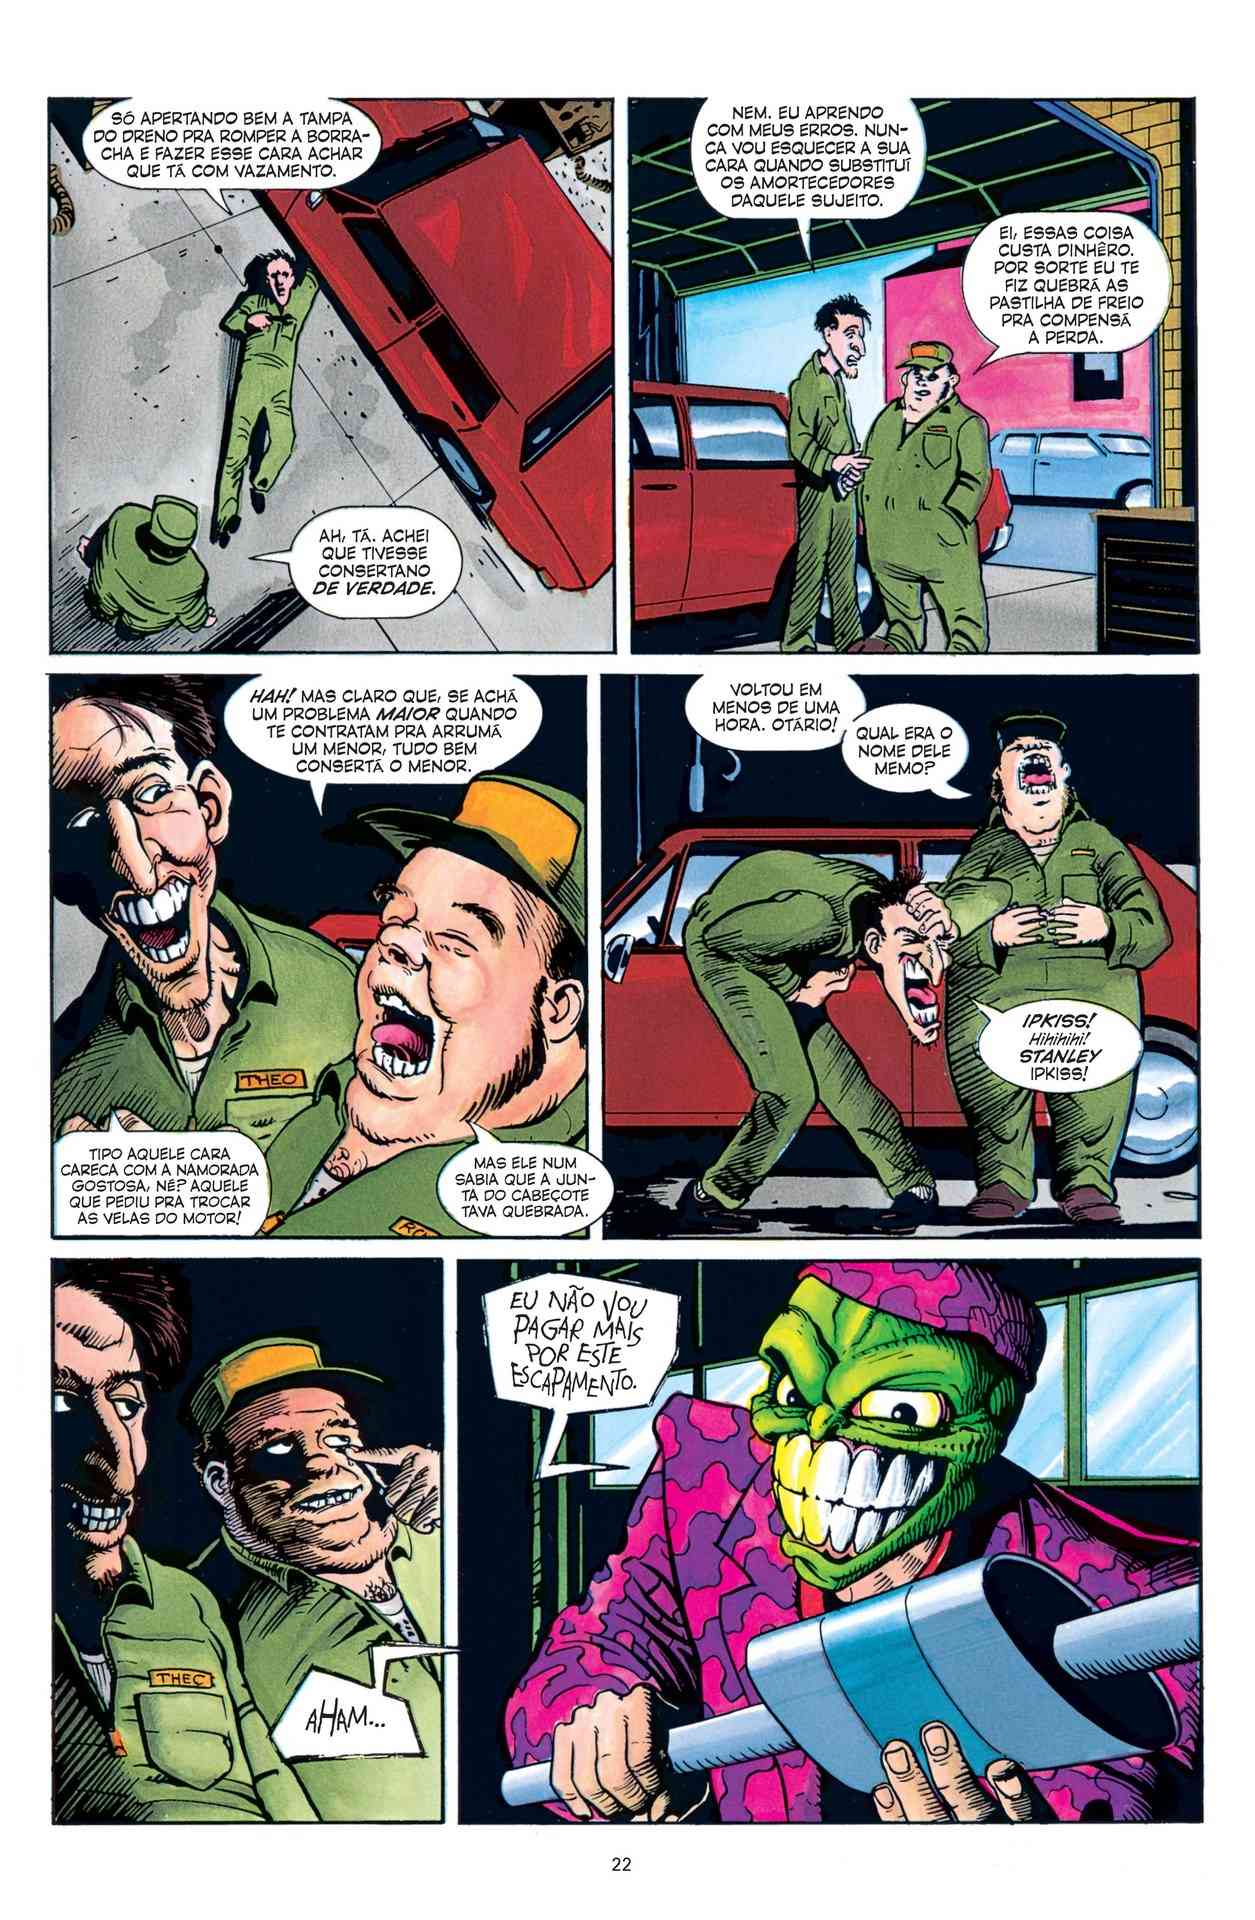 SÓ APERTANDO BEM A TAMPA
DO DRENO PRA ROMPER A BORRA-
CHA E FAZER ESSE CARA ACHAR
QUE TÁ COM VAZAMENTO.
AH, TÁ. ACHEI
QUE TIVESSE
CONSERTANO
DE VERDADE.
NEM. EU APRENDO
COM MEUS ERROS. NUN-
CA VOU ESQUECER A SUA
CARA QUANDO SUBSTITUÍ
OS AMORTECEDORES
DAQUELE SUJEITO.
EI, ESSAS COISA
CUSTA DINHÊRO.
POR SORTE EU TE
FIZ QUEBRÁ AS
PASTILHA DE FREIO
PRA COMPENSÁ
A PERDA.
HAH! MAS CLARO QUE, SE ACHÁ
UM PROBLEMA MAIOR QUANDO
TE CONTRATAM PRA ARRUMÁ
UM MENOR, TUDO BEM
CONSERTÁ O MENOR.
THEO
TIPO AQUELE CARA
CARECA COM A NAMORADA
GOSTOSA, NÉ? AQUELE
QUE PEDIU PRA TROCAR
AS VELAS DO MOTOR!
MAS ELE NUM
SABIA QUE A JUN-
TA DO CABEÇOTE
TAVA QUEBRADA.
VOLTOU EM
MENOS DE UMA
HORA. OTÁRIO!
QUAL ERA O
NOME DELE
MEMO?
IPKISS!
Hihihihi!
STANLEY
IPKISS!
THEO
AHAM...
EU NÃO VOU
PAGAR MAIS
POR ESTE
ESCAPAMENTO.
22